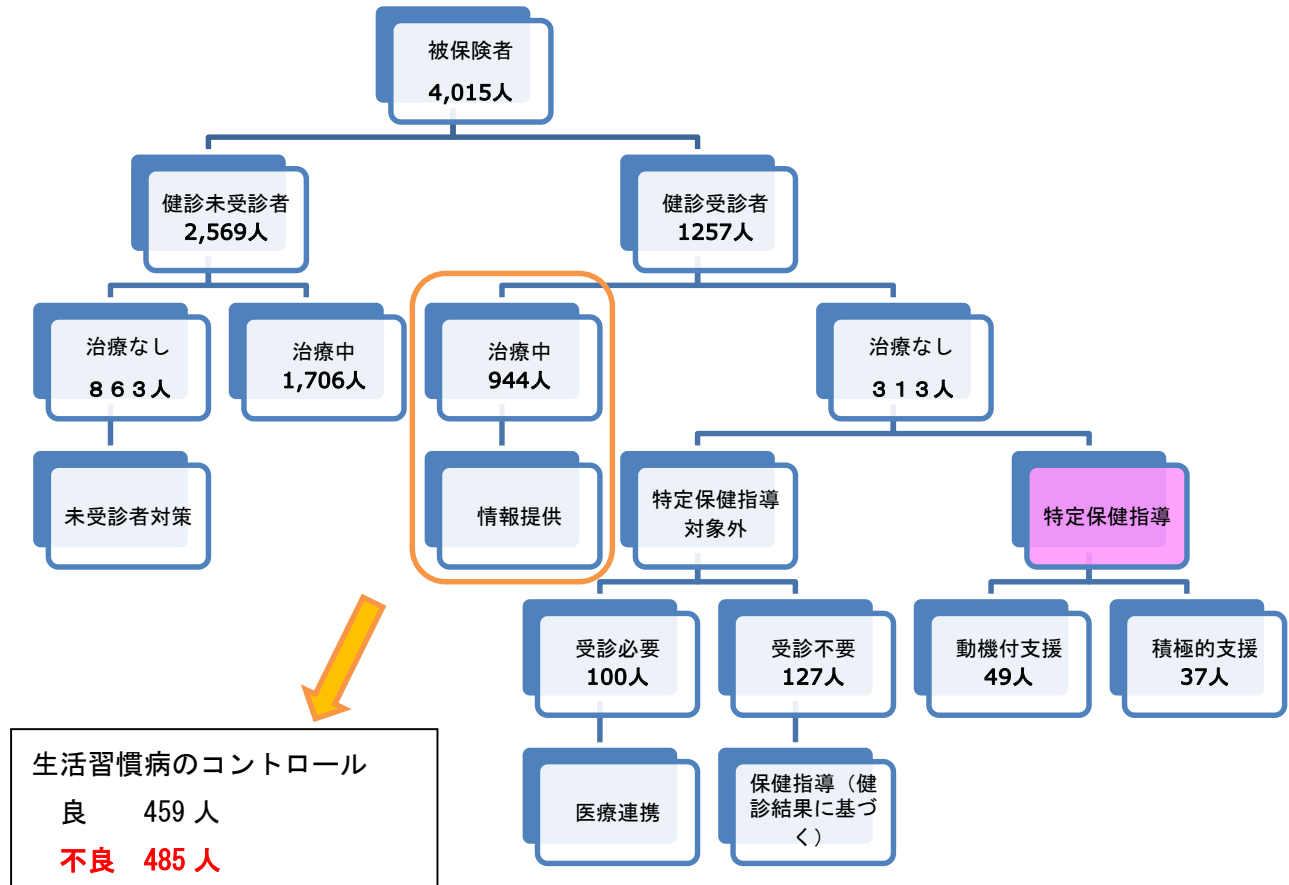 被保険者
4,015人
健診未受診者
2,569人
健診受診者
1257人
治療なし
８６３人
治療中
1,706人
治療中
944人
治療なし
３１３人
未受診者対策
情報提供
特定保健指導
対象外
特定保健指導
受診必要
100人
受診不要
127人
動機付支援
49人
積極的支援
37人
医療連携
保健指導（健
診結果に基づ
く）
生活習慣病のコントロール
良 459 人
不良 485 人